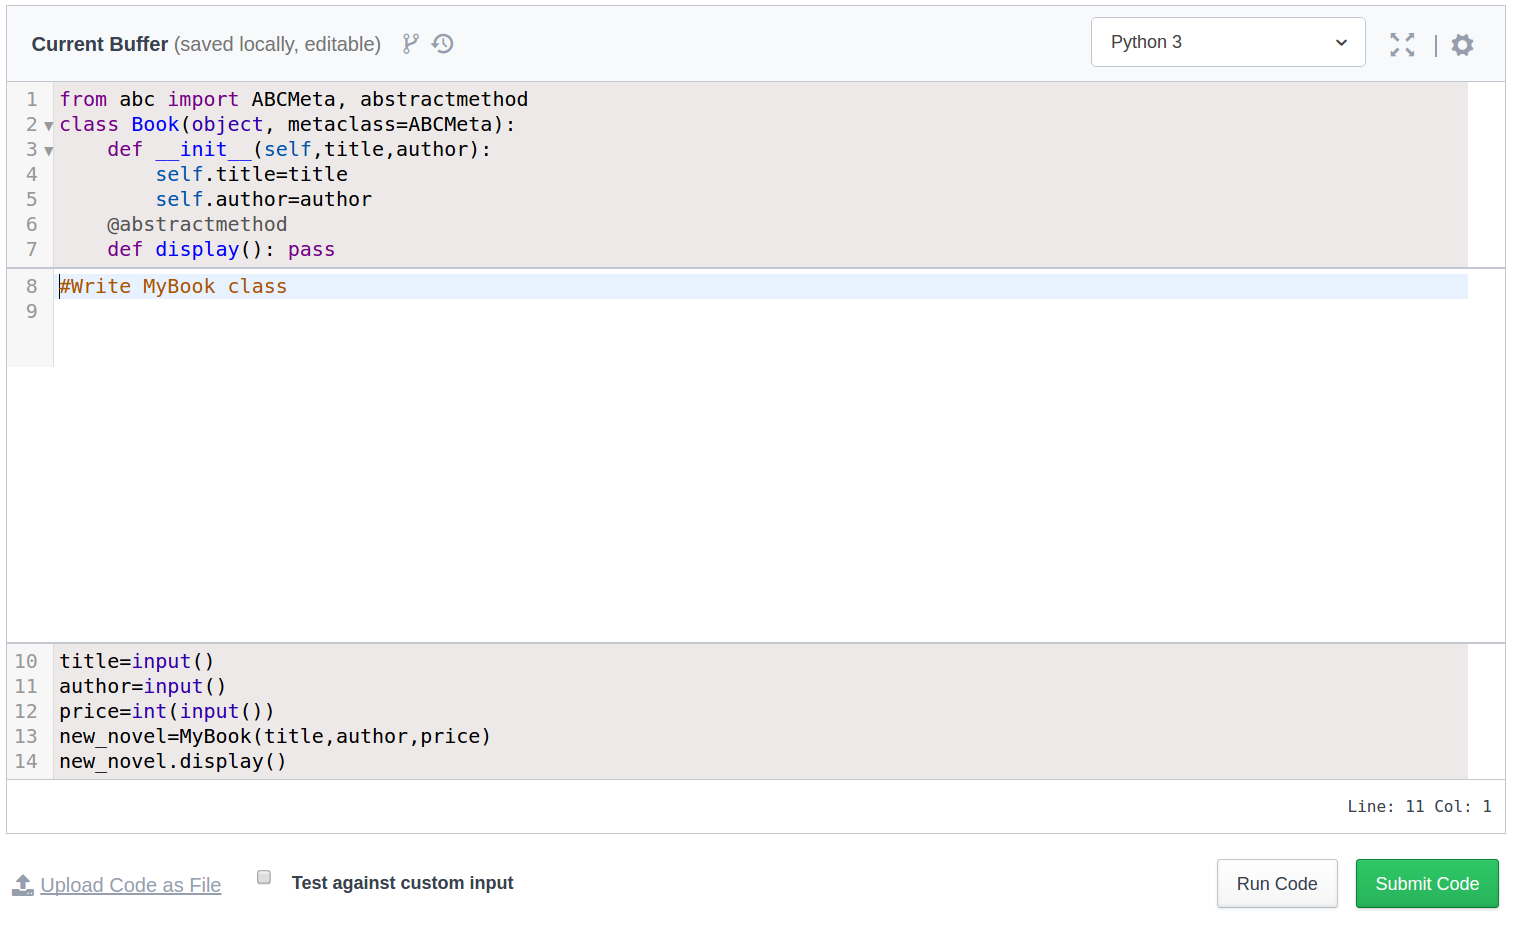 Current Buffer (saved locally, editable)
Python 3
|
1 from abc import ABCMeta, abstractmethod
2 class Book(object, metaclass=ABCMeta):
3     def __init__(self,title,author):
4         self.title=title
5         self.author=author
6     @abstractmethod
7     def display(): pass
8 #Write MyBook class
9
10 title=input()
11 author=input()
12 price=int(input())
13 new_novel=MyBook(title,author,price)
14 new_novel.display()
Line: 11 Col: 1
Upload Code as File
Test against custom input
Run Code
Submit Code